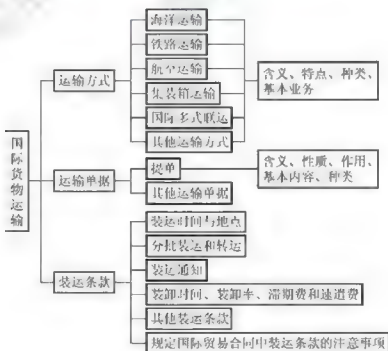 海洋运输
铁路运输
运输方式
航空运输
含义、特点、种类、
基本业务
集装箱运输
国际多式联运
其他运输方式
国际货物运输
运输单据
提单
含义、性质、作用、
基本内容、种类
其他运输单据
装运时间与地点
分批装运和转运
装运通知
装运条款
装卸时间、装卸率、滞期费和速遣费
其他装运条款
规定国际贸易合同中装运条款的注意事项